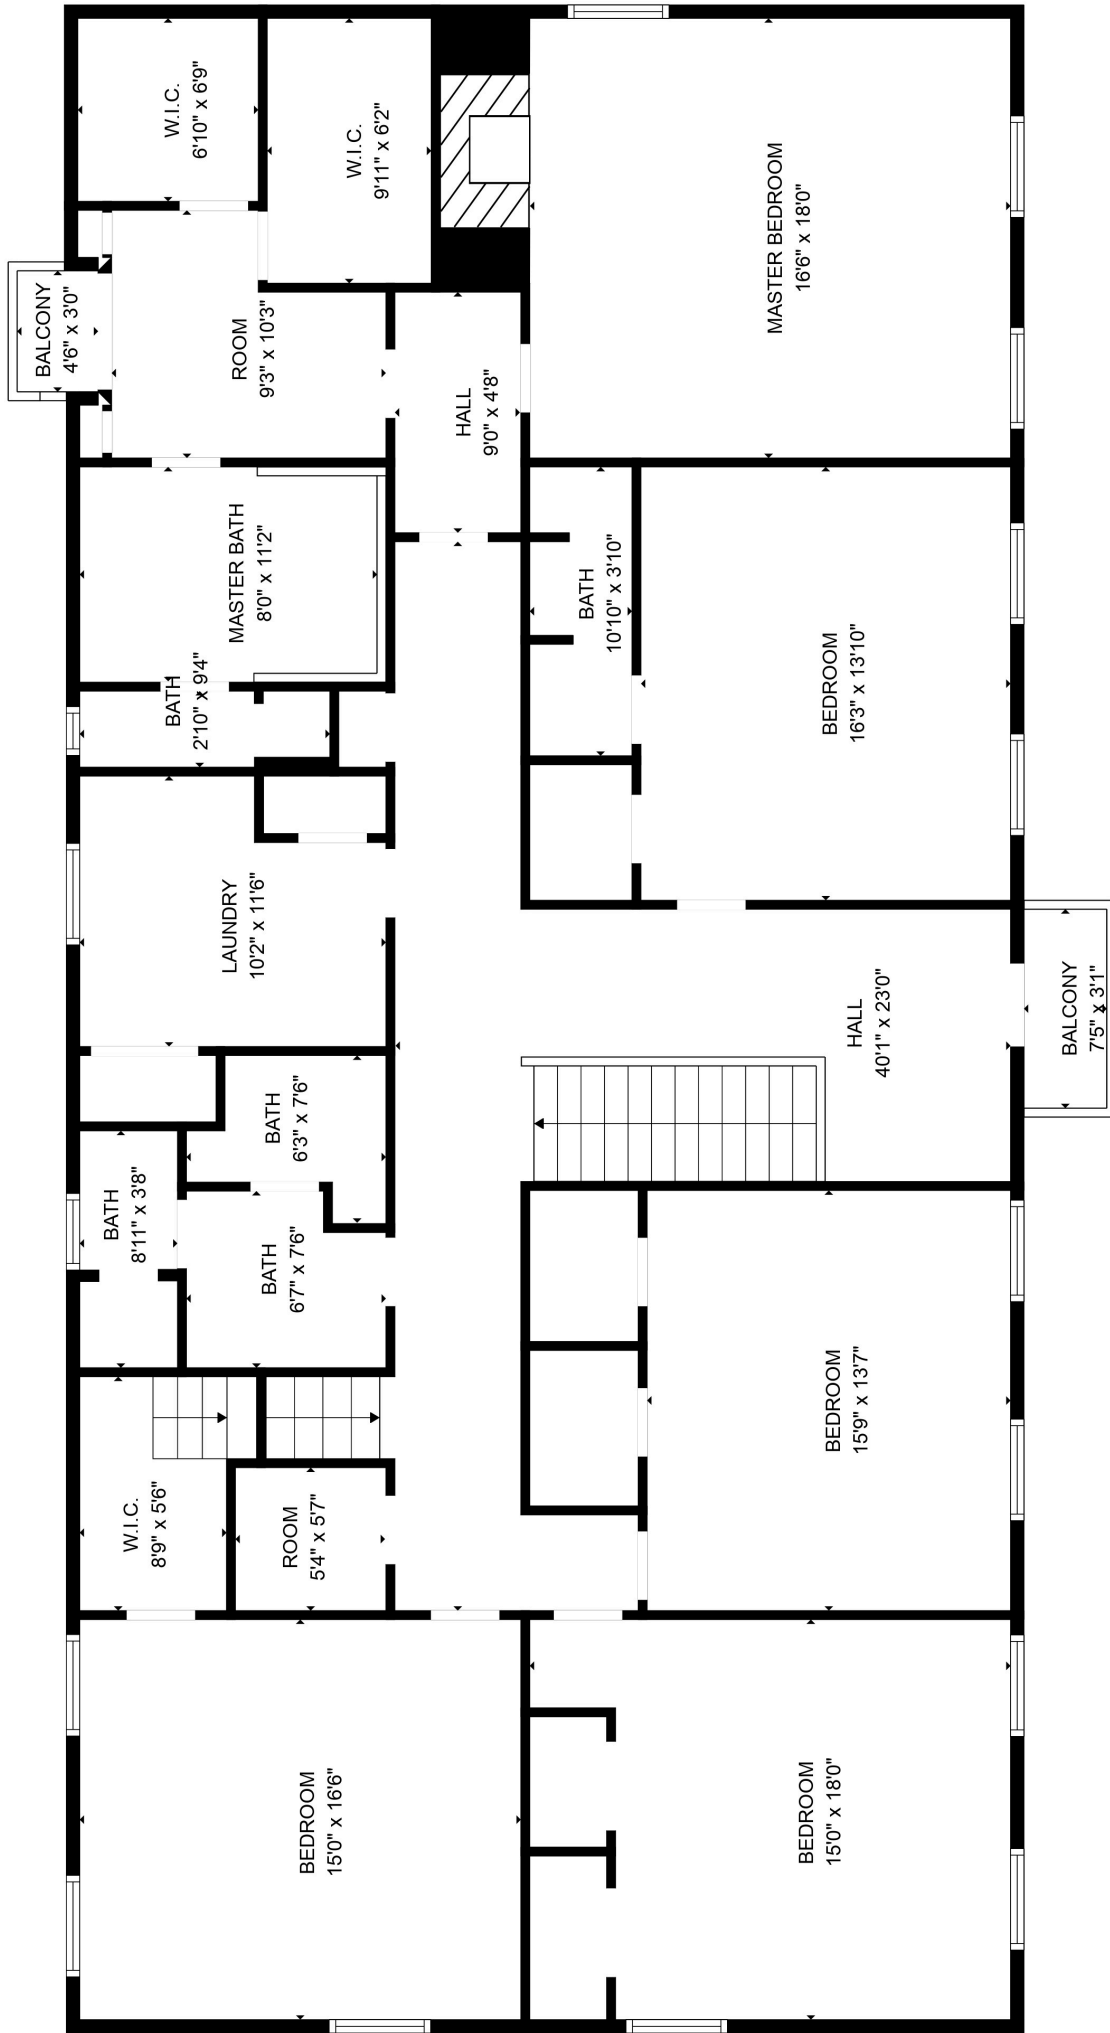 W.I.C.
6'10" x 6'9"
W.I.C.
9'11" x 6'2"
MASTER BEDROOM
16'6" x 18'0"
BALCONY
4'6" x 3'0"
ROOM
9'3" x 10'3"
HALL
9'0" x 4'8"
MASTER BATH
8'0" x 11'2"
BATH
10'10" x 3'10"
BEDROOM
16'3" x 13'10"
BATH
2'10" x 9'4"
LAUNDRY
10'2" x 11'6"
HALL
40'1" x 23'0"
BALCONY
7'5" x 3'1"
BATH
6'3" x 7'6"
BATH
8'11" x 3'8"
BATH
6'7" x 7'6"
BEDROOM
15'9" x 13'7"
W.I.C.
8'9" x 5'6"
ROOM
5'4" x 5'7"
BEDROOM
15'0" x 16'6"
BEDROOM
15'0" x 18'0"